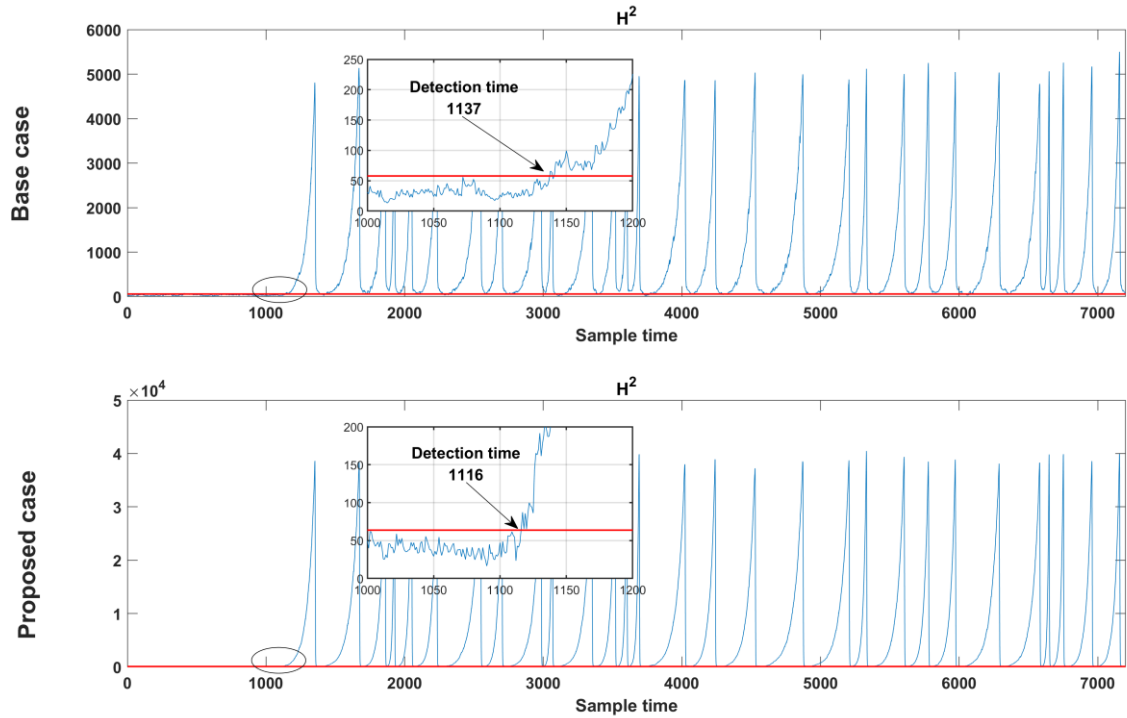 H²
Base case
6000
5000
4000
3000
2000
1000
0
250
200
150
100
50
0
Detection time
1137
1000 1050 1100 1150 1200
0 1000 2000 3000 4000 5000 6000 7000
Sample time
×10⁴
H²
Proposed case
5
4
3
2
1
0
200
150
100
50
0
Detection time
1116
1000 1050 1100 1150 1200
0 1000 2000 3000 4000 5000 6000 7000
Sample time